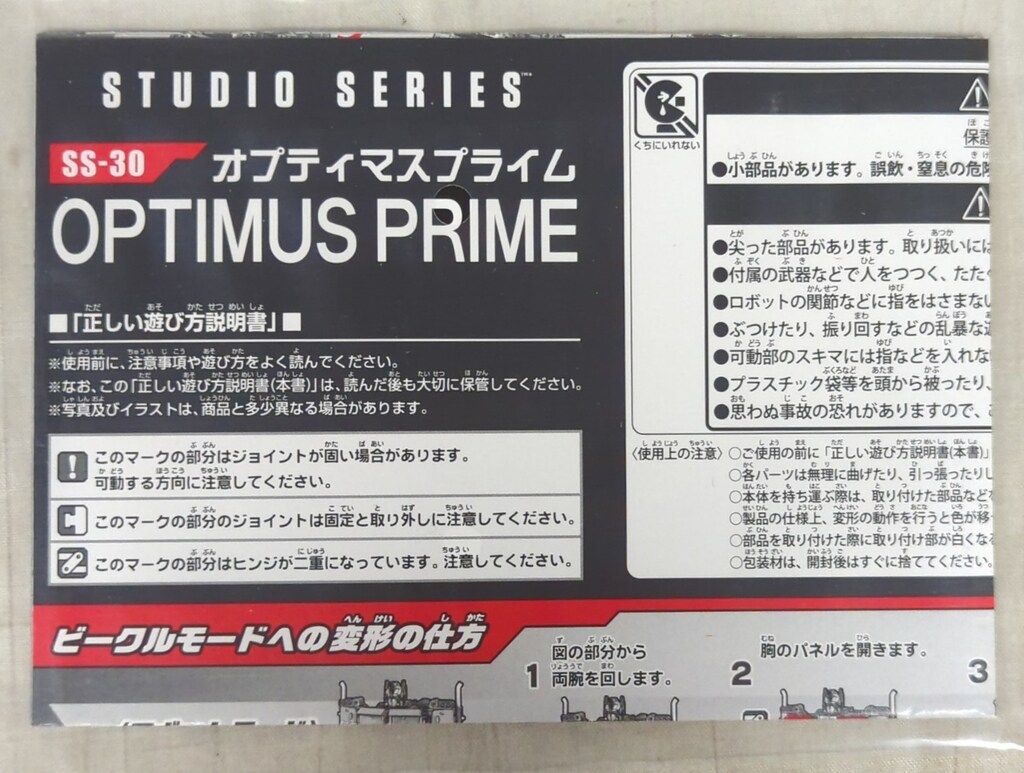 STUDIO SERIES™
SS-30 オプティマスプライム
OPTIMUS PRIME
■「正しい遊び方説明書」■
ただ あそ かた せつ めい しょ
※使用前に、注意事項や遊び方をよく読んでください。
※なお、この「正しい遊び方説明書(本書)」は、読んだ後も大切に保管してください。
※写真及びイラストは、商品と多少異なる場合があります。
このマークの部分はジョイントが固い場合があります。
可動する方向に注意してください。
このマークの部分のジョイントは固定と取り外しに注意してください。
このマークの部分はヒンジが二重になっています。注意してください。
くちにいれない
保護
●小部品があります。誤飲・窒息の危険
●尖った部品があります。取り扱いには
●付属の武器などで人をつつく、たたく
●ロボットの関節などに指をはさまない
●ぶつけたり、振り回すなどの乱暴な遊
●可動部のスキマには指などを入れな
●プラスチック袋等を頭から被ったり、
●思わぬ事故の恐れがありますので、
〈使用上の注意〉
○ご使用の前に「正しい遊び方説明書(本書)」
○各パーツは無理に曲げたり、引っ張ったりし
○本体を持ち運ぶ際は、取り付けた部品など
○製品の仕様上、変形の動作を行うと色が移
○部品を取り付けた際に取り付け部が白くな
○包装材は、開封後はすぐに捨ててください。
ビークルモードへの変形の仕方
1 図の部分から
両腕を回します。
2 胸のパネルを開きます。
3